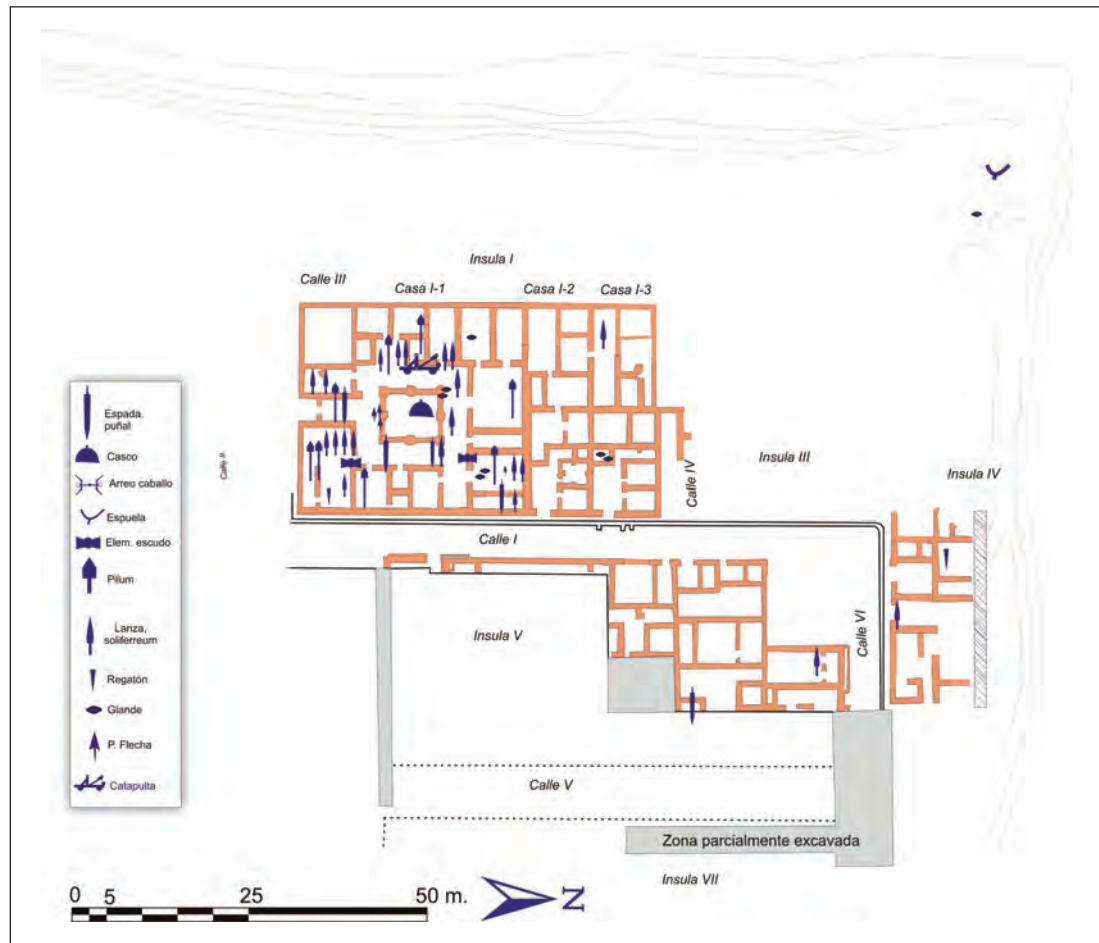 Insula I
Calle III
Casa I-1
Casa I-2
Casa I-3
Calle II
Calle IV
Insula III
Insula IV
Calle I
Insula V
Calle VI
Calle V
Zona parcialmente excavada
Insula VII
Espada,
puñal
Casco
Arreo caballo
Espuela
Elem. escudo
Pilum
Lanza,
soliferreum
Regatón
Glande
P. Flecha
Catapulta
0 5 25 50 m.
N